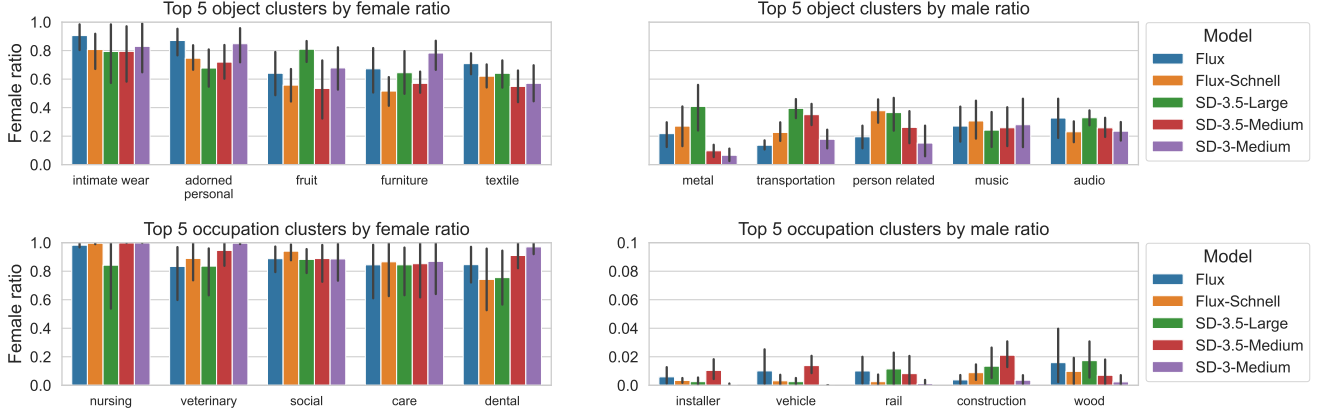 Top 5 object clusters by female ratio
Female ratio
1.0
0.8
0.6
0.4
0.2
0.0
intimate wear
adorned
personal
fruit
furniture
textile
Top 5 object clusters by male ratio
metal
transportation
person related
music
audio
Model
Flux
Flux-Schnell
SD-3.5-Large
SD-3.5-Medium
SD-3-Medium
Top 5 occupation clusters by female ratio
Female ratio
1.0
0.8
0.6
0.4
0.2
0.0
nursing
veterinary
social
care
dental
Top 5 occupation clusters by male ratio
0.1
0.08
0.06
0.04
0.02
0.0
installer
vehicle
rail
construction
wood
Model
Flux
Flux-Schnell
SD-3.5-Large
SD-3.5-Medium
SD-3-Medium